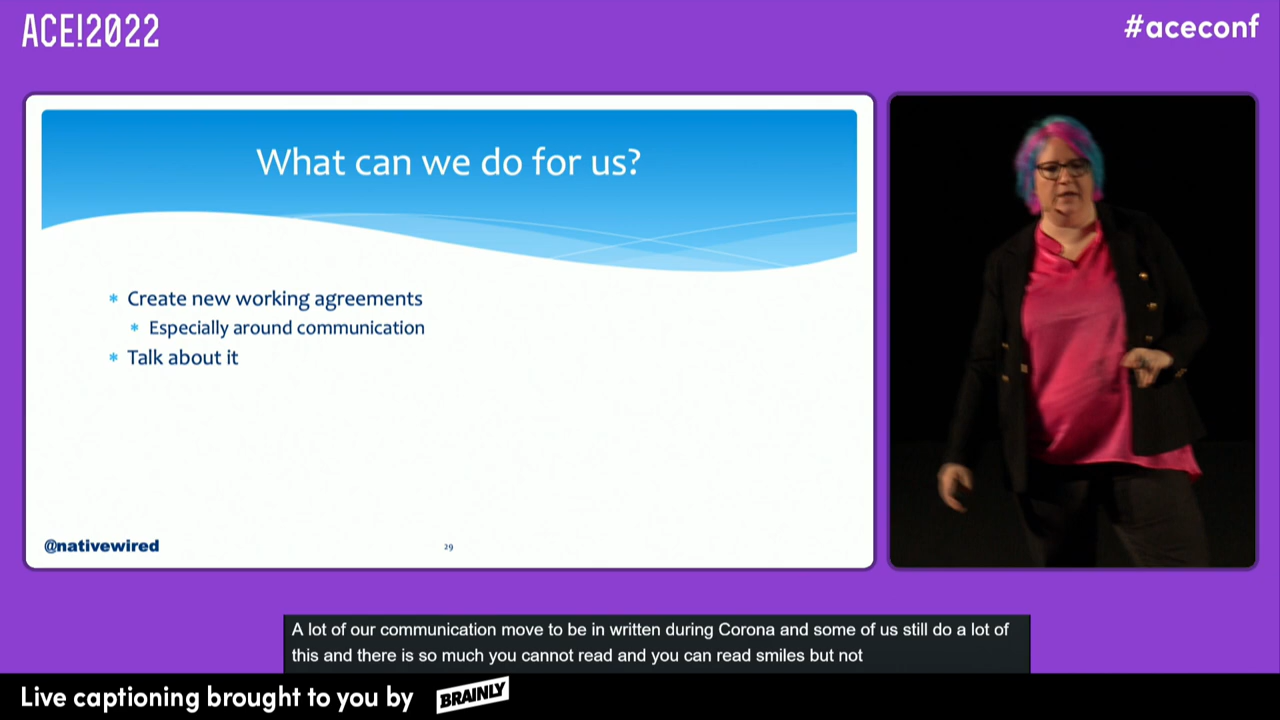 ACE!2022
#aceconf
What can we do for us?
* Create new working agreements
* Especially around communication
* Talk about it
@nativewired
29
A lot of our communication move to be in written during Corona and some of us still do a lot of
this and there is so much you cannot read and you can read smiles but not
Live captioning brought to you by BRAINLY